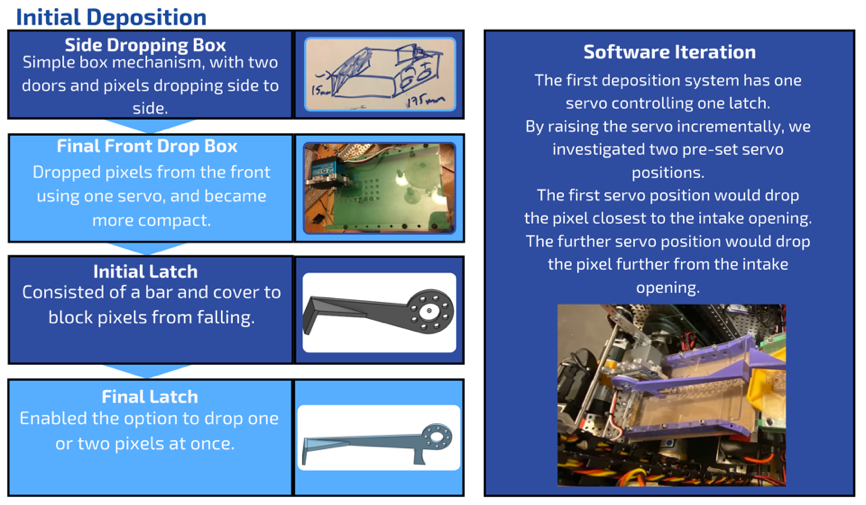 Initial Deposition
Side Dropping Box
Simple box mechanism, with two
doors and pixels dropping side to
side.
15mm
175mm
Final Front Drop Box
Dropped pixels from the front
using one servo, and became
more compact.
Initial Latch
Consisted of a bar and cover to
block pixels from falling.
Final Latch
Enabled the option to drop one
or two pixels at once.
Software Iteration
The first deposition system has one
servo controlling one latch.
By raising the servo incrementally, we
investigated two pre-set servo
positions.
The first servo position would drop
the pixel closest to the intake opening.
The further servo position would drop
the pixel further from the intake
opening.